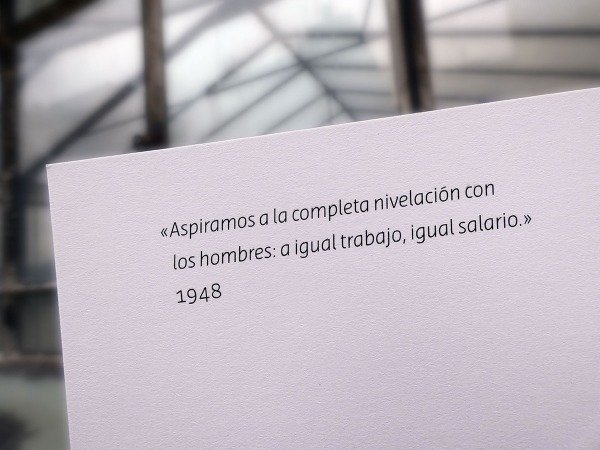 «Aspiramos a la completa nivelación con
los hombres: a igual trabajo, igual salario.»
1948